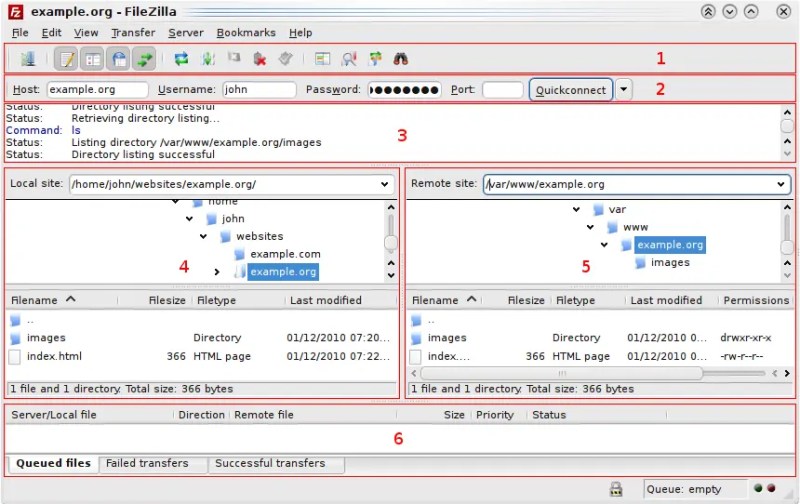 example.org - FileZilla
File Edit View Transfer Server Bookmarks Help
1
Host: example.org Username: john Password: ●●●●●●●● Port: Quickconnect 2
Status: Directory listing successful
Status: Retrieving directory listing...
Command: ls
Status: Listing directory /var/www/example.org/images
Status: Directory listing successful
3
Local site: /home/john/websites/example.org/
home
john
websites
example.com
example.org
4
Filename Filesize Filetype Last modified
..
images Directory 01/12/2010 07:20...
index.html 366 HTML page 01/12/2010 07:22...
1 file and 1 directory. Total size: 366 bytes
Remote site: /var/www/example.org
var
www
example.org
images
5
Filename Filesize Filetype Last modified Permissions
..
images Directory 01/12/2010 0... drwxr-xr-x
index.... 366 HTML page 01/12/2010 0... -rw-r--r--
1 file and 1 directory. Total size: 366 bytes
Server/Local file Direction Remote file Size Priority Status
6
Queued files Failed transfers Successful transfers
Queue: empty